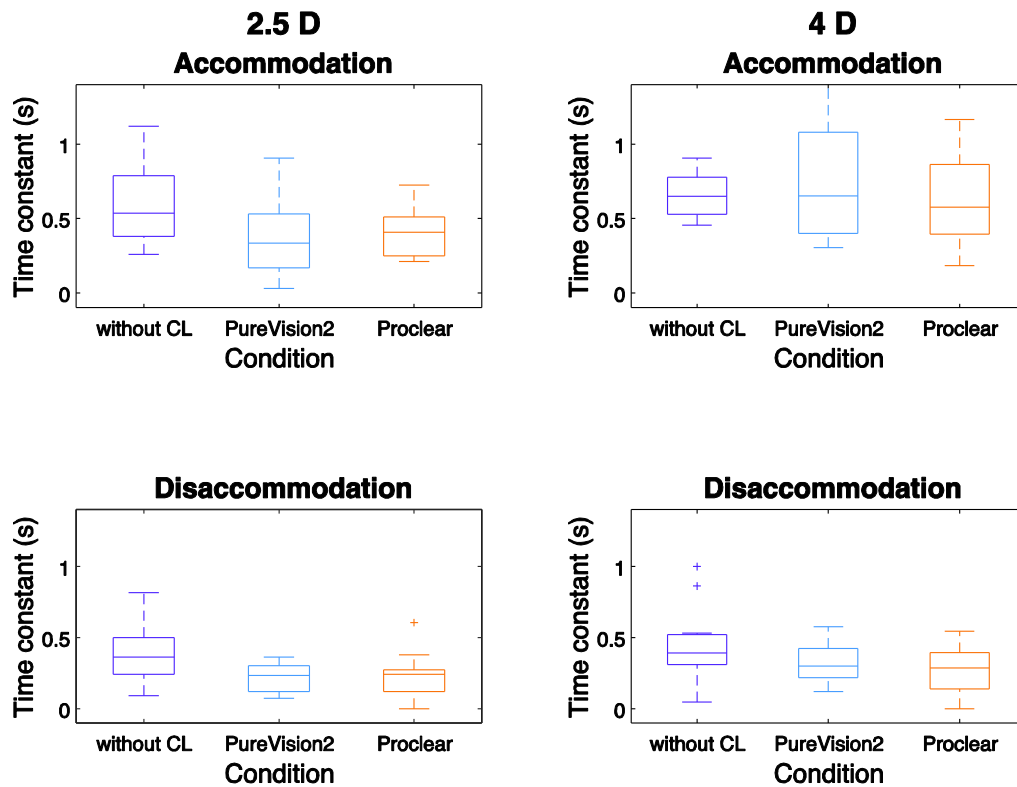 2.5 D
Accommodation
Time constant (s)
1
0.5
0
without CL PureVision2 Proclear
Condition
4 D
Accommodation
Time constant (s)
1
0.5
0
without CL PureVision2 Proclear
Condition
Disaccommodation
Time constant (s)
1
0.5
0
without CL PureVision2 Proclear
Condition
Disaccommodation
Time constant (s)
1
0.5
0
without CL PureVision2 Proclear
Condition